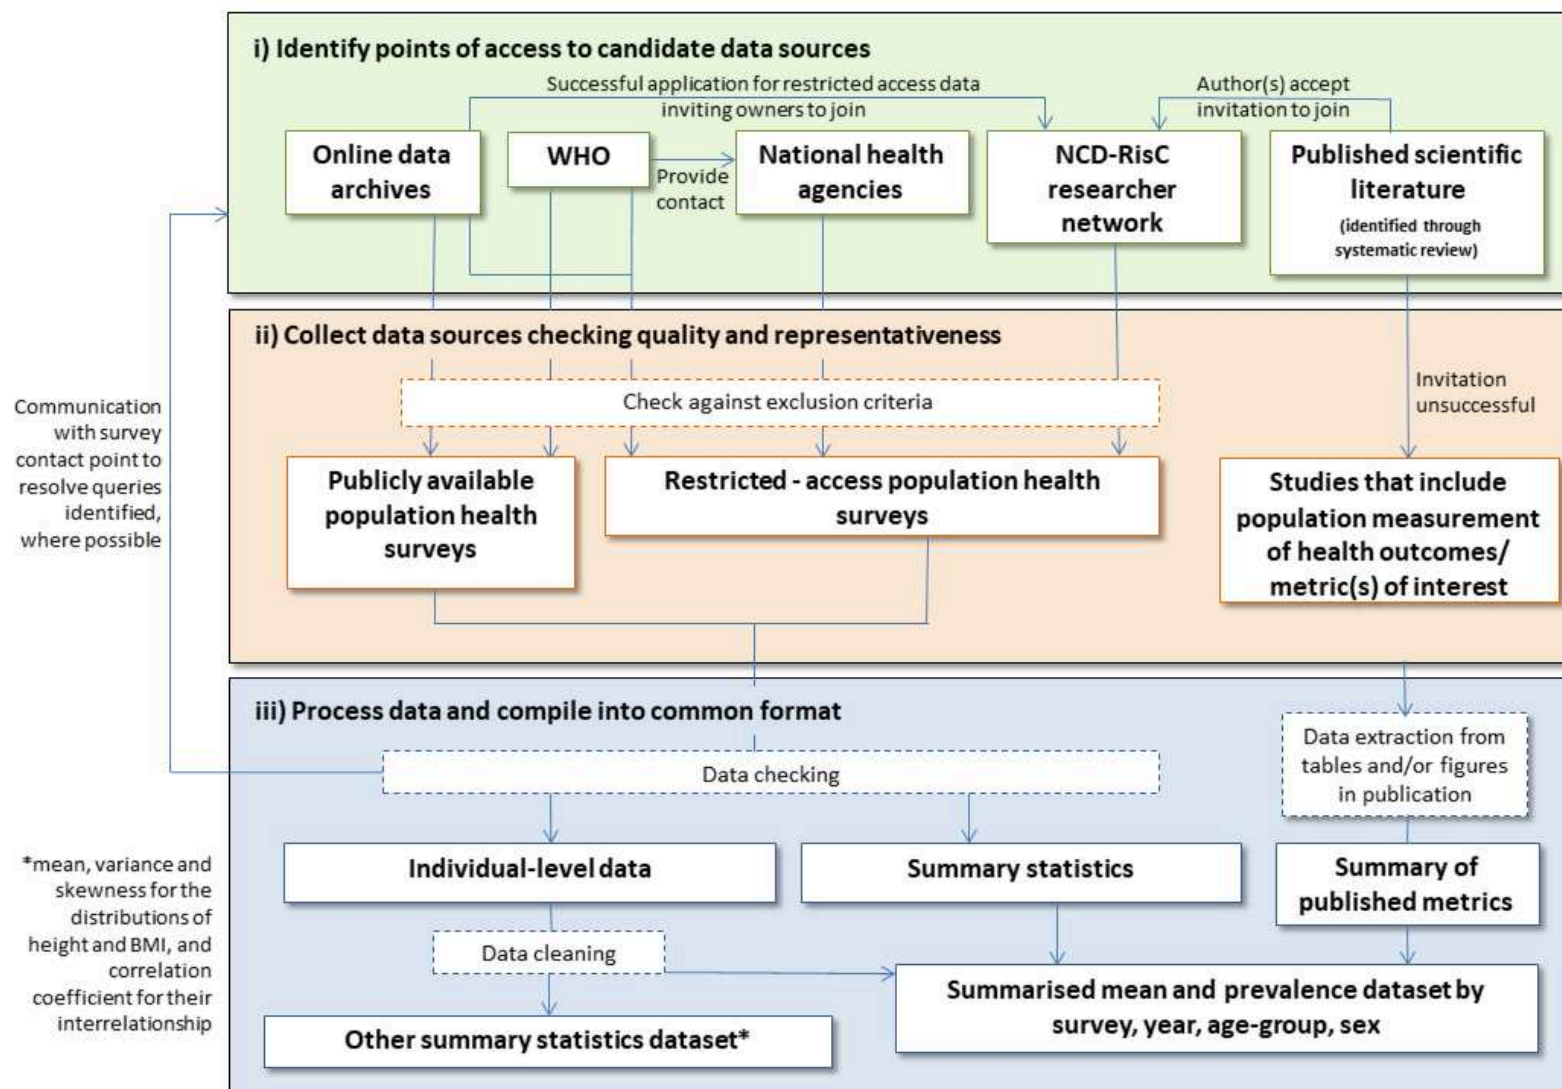 i) Identify points of access to candidate data sources
Successful application for restricted access data
inviting owners to join
Author(s) accept
invitation to join
Online data
archives
WHO
Provide
contact
National health
agencies
NCD-RisC
researcher
network
Published scientific
literature
(identified through
systematic review)
ii) Collect data sources checking quality and representativeness
Check against exclusion criteria
Invitation
unsuccessful
Communication
with survey
contact point to
resolve queries
identified,
where possible
Publicly available
population health
surveys
Restricted - access population health
surveys
Studies that include
population measurement
of health outcomes/
metric(s) of interest
iii) Process data and compile into common format
Data checking
Data extraction from
tables and/or figures
in publication
Individual-level data
Summary statistics
Summary of
published metrics
*mean, variance and
skewness for the
distributions of
height and BMI, and
correlation
coefficient for their
interrelationship
Data cleaning
Other summary statistics dataset*
Summarised mean and prevalence dataset by
survey, year, age-group, sex